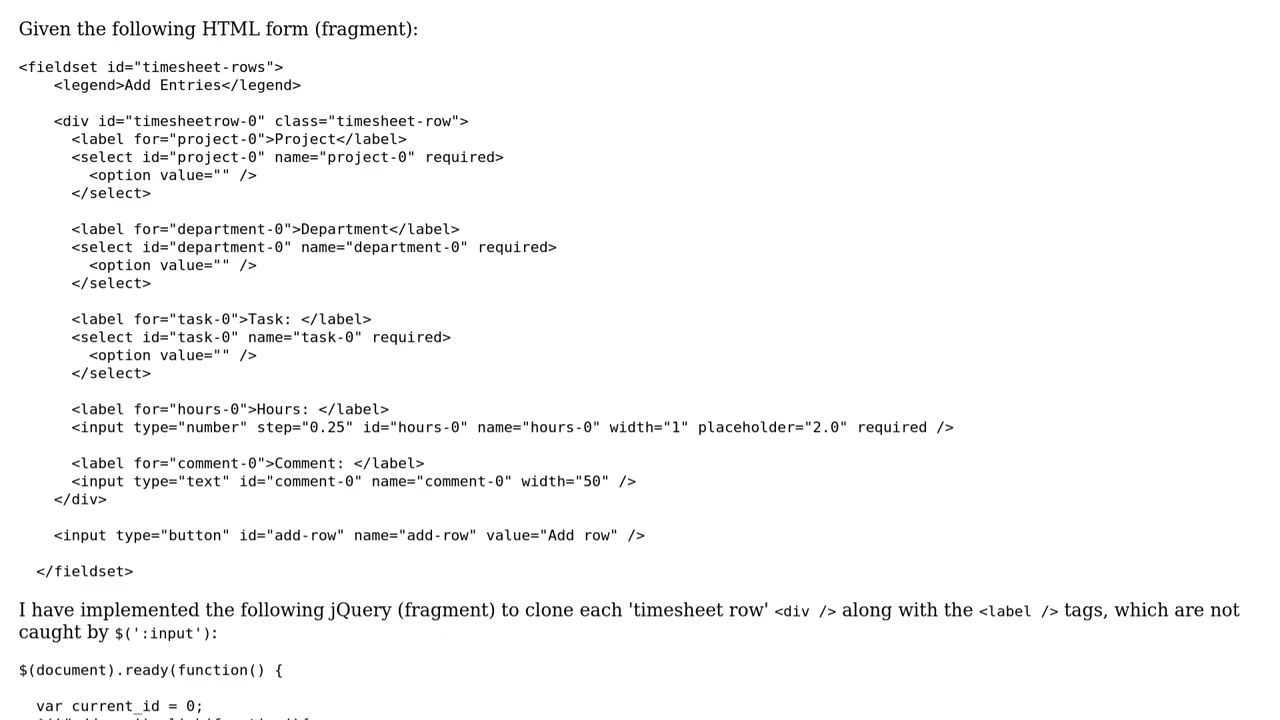 Given the following HTML form (fragment):
<fieldset id="timesheet-rows">
<legend>Add Entries</legend>
<div id="timesheetrow-0" class="timesheet-row">
<label for="project-0">Project</label>
<select id="project-0" name="project-0" required>
<option value="" />
</select>
<label for="department-0">Department</label>
<select id="department-0" name="department-0" required>
<option value="" />
</select>
<label for="task-0">Task: </label>
<select id="task-0" name="task-0" required>
<option value="" />
</select>
<label for="hours-0">Hours: </label>
<input type="number" step="0.25" id="hours-0" name="hours-0" width="1" placeholder="2.0" required />
<label for="comment-0">Comment: </label>
<input type="text" id="comment-0" name="comment-0" width="50" />
</div>
<input type="button" id="add-row" name="add-row" value="Add row" />
</fieldset>
I have implemented the following jQuery (fragment) to clone each 'timesheet row' <div /> along with the <label /> tags, which are not
caught by $(':input'):
$(document).ready(function() {
var current_id = 0;